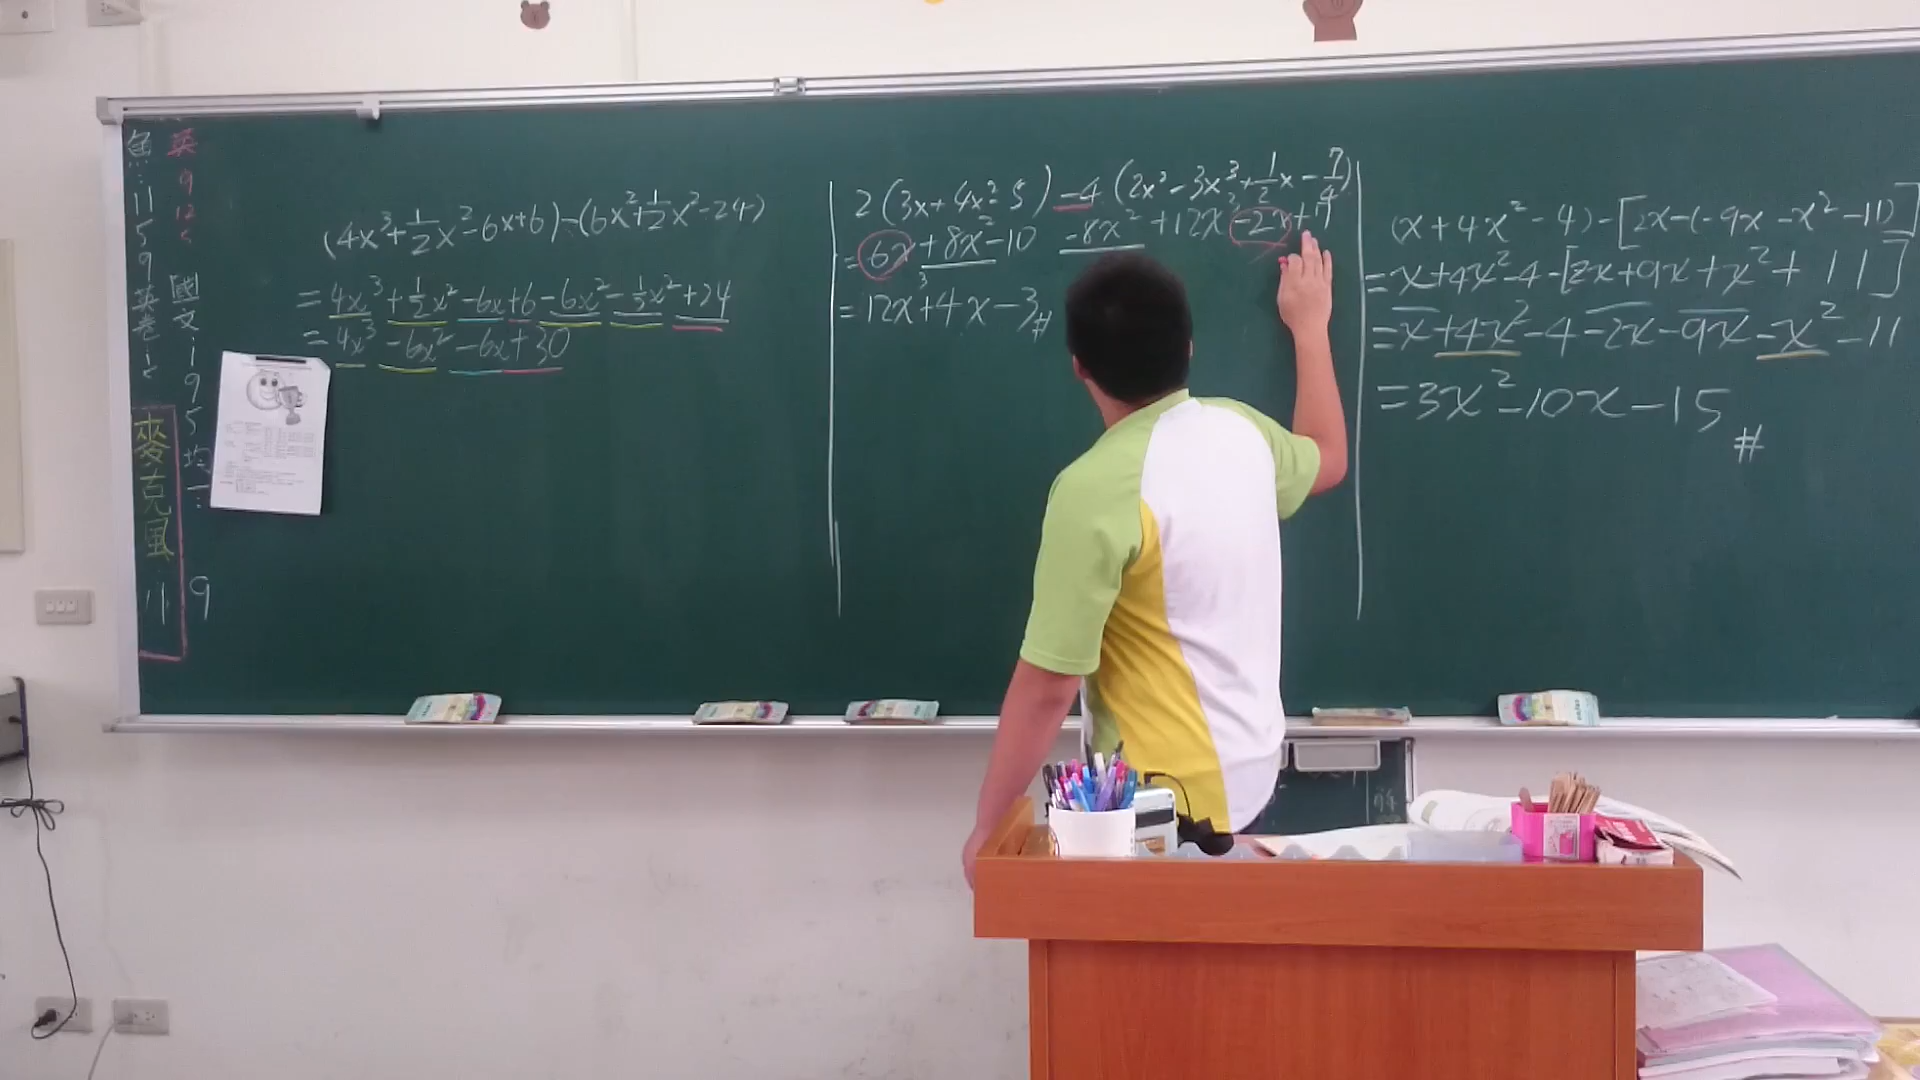 英 9 12
魚：11 5 9 英卷
國文：195 均一：9
麥克風
(4x³+½x²-6x+6)-(6x²+½x²-24)
=4x³+½x²-6x+6-6x²-½x²+24
=4x³-6x²-6x+30
2(3x+4x²-5)-4(2x²-3x³+½x-7/4)
=6x+8x²-10-8x²+12x³-2x+7
=12x³+4x-3#
(x+4x²-4)-[2x-(-9x-x²-11)]
=x+4x²-4-[2x+9x+x²+11]
=x+4x²-4-2x-9x-x²-11
=3x²-10x-15
#